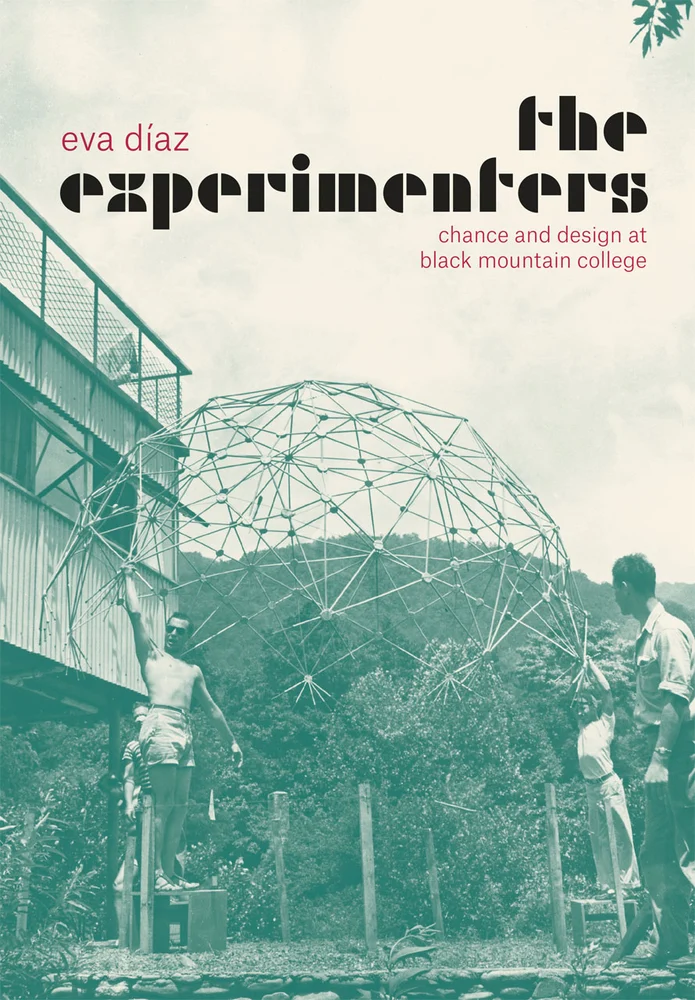 the
eva díaz
experimenters
chance and design at
black mountain college